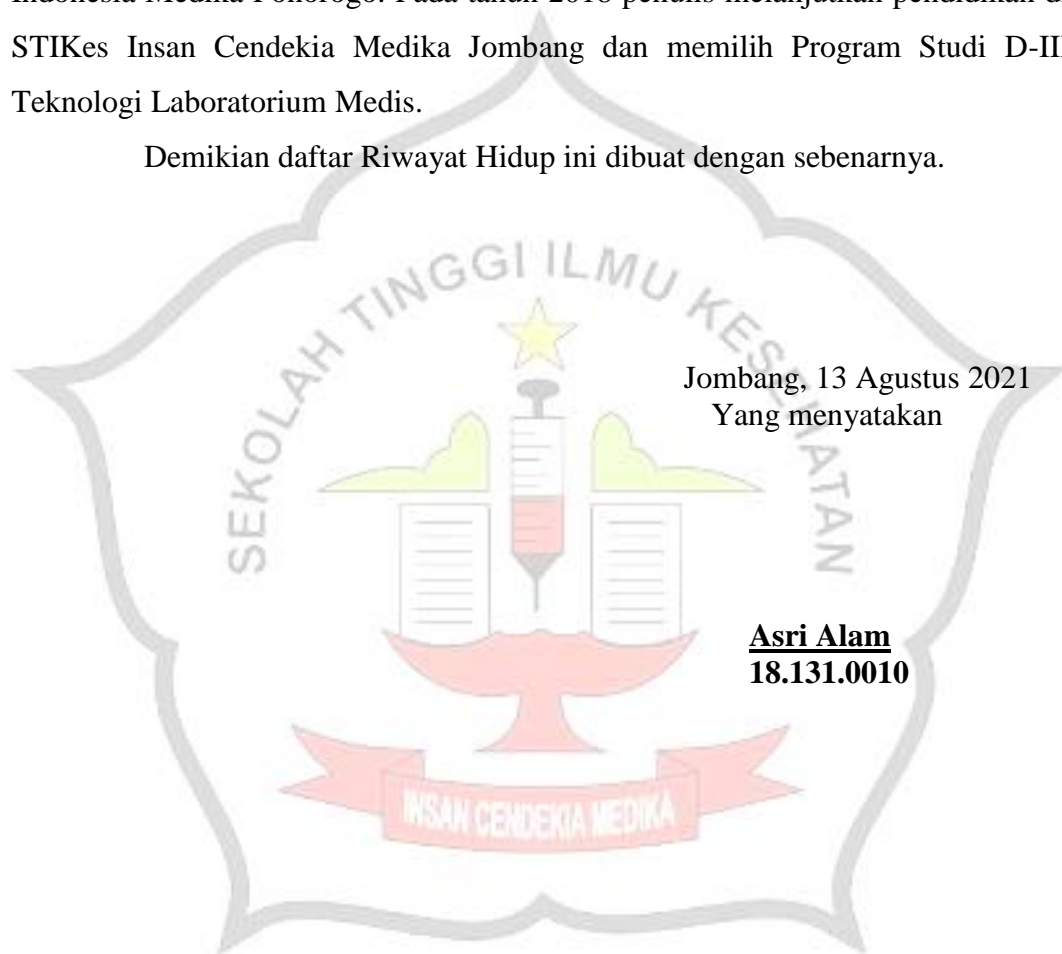 Indonesia Medika Ponorogo. Pada tahun 2018 penulis melanjutkan pendidikan di
STIKes Insan Cendekia Medika Jombang dan memilih Program Studi D-III
Teknologi Laboratorium Medis.
Demikian daftar Riwayat Hidup ini dibuat dengan sebenarnya.
SEKOLAH TINGGI ILMU KESEHATAN
Jombang, 13 Agustus 2021
Yang menyatakan
Asri Alam
18.131.0010
INSAN CENDEKIA MEDIKA